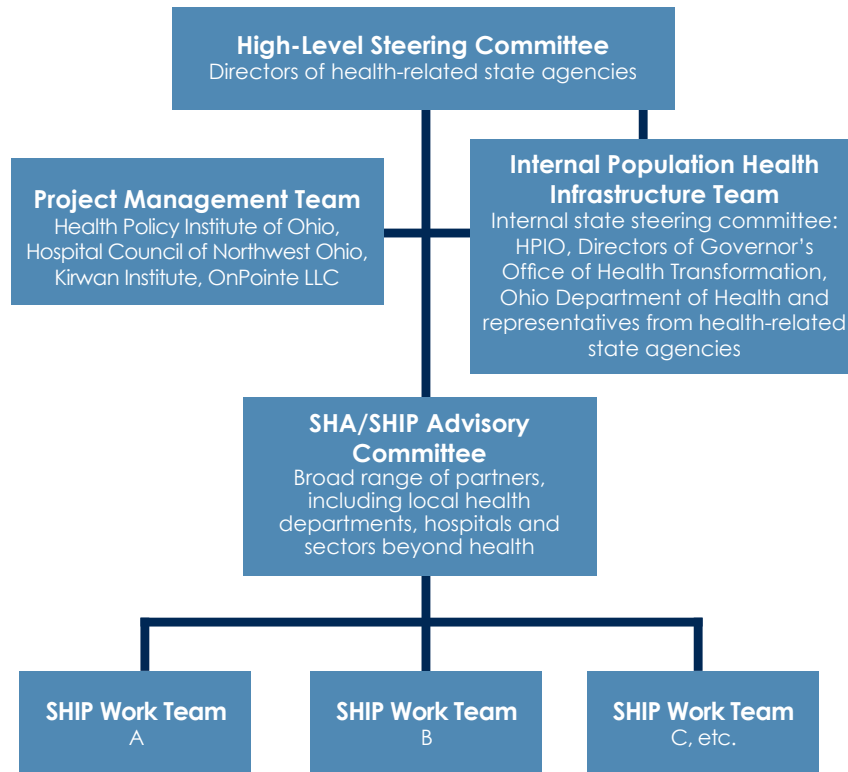 High-Level Steering Committee
Directors of health-related state agencies
Project Management Team
Health Policy Institute of Ohio,
Hospital Council of Northwest Ohio,
Kirwan Institute, OnPointe LLC
Internal Population Health
Infrastructure Team
Internal state steering committee:
HPIO, Directors of Governor’s
Office of Health Transformation,
Ohio Department of Health and
representatives from health-related
state agencies
SHA/SHIP Advisory
Committee
Broad range of partners,
including local health
departments, hospitals and
sectors beyond health
SHIP Work Team
A
SHIP Work Team
B
SHIP Work Team
C, etc.